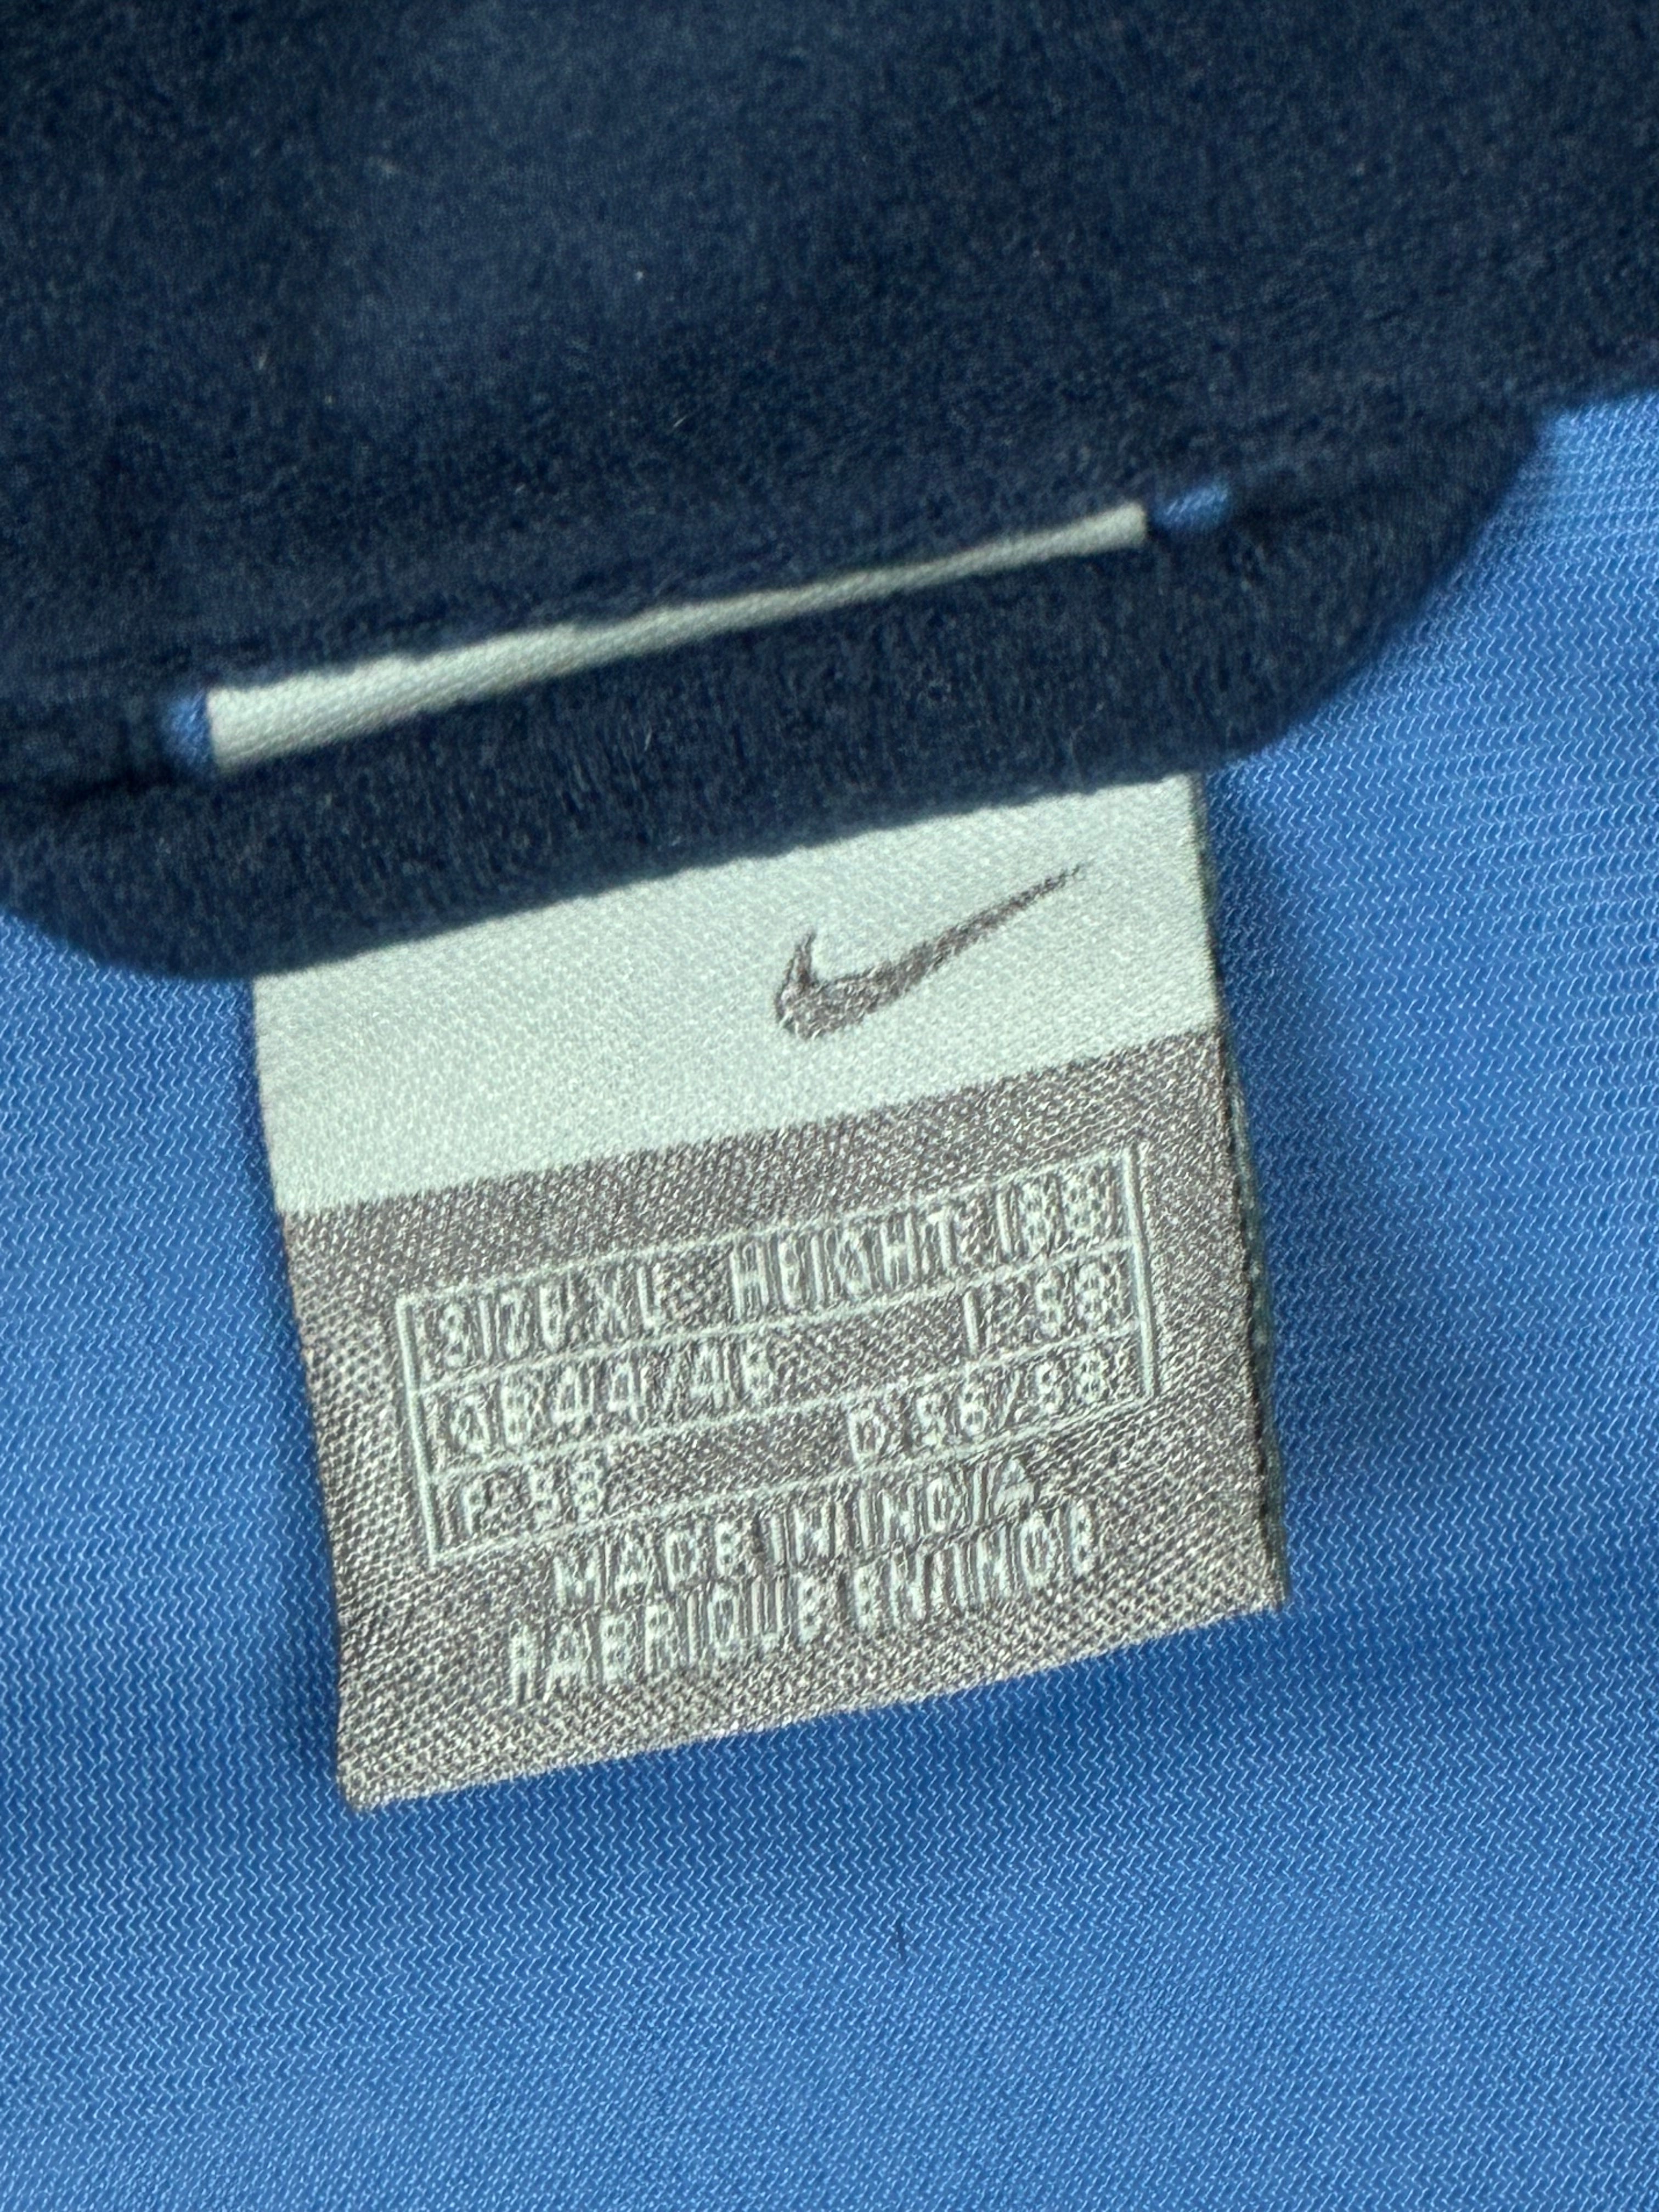 SIZE XL HEIGHT 188
GB 44/46 I 58
F 58 D 56/58
MADE IN INDIA
FABRIQUE EN INDE